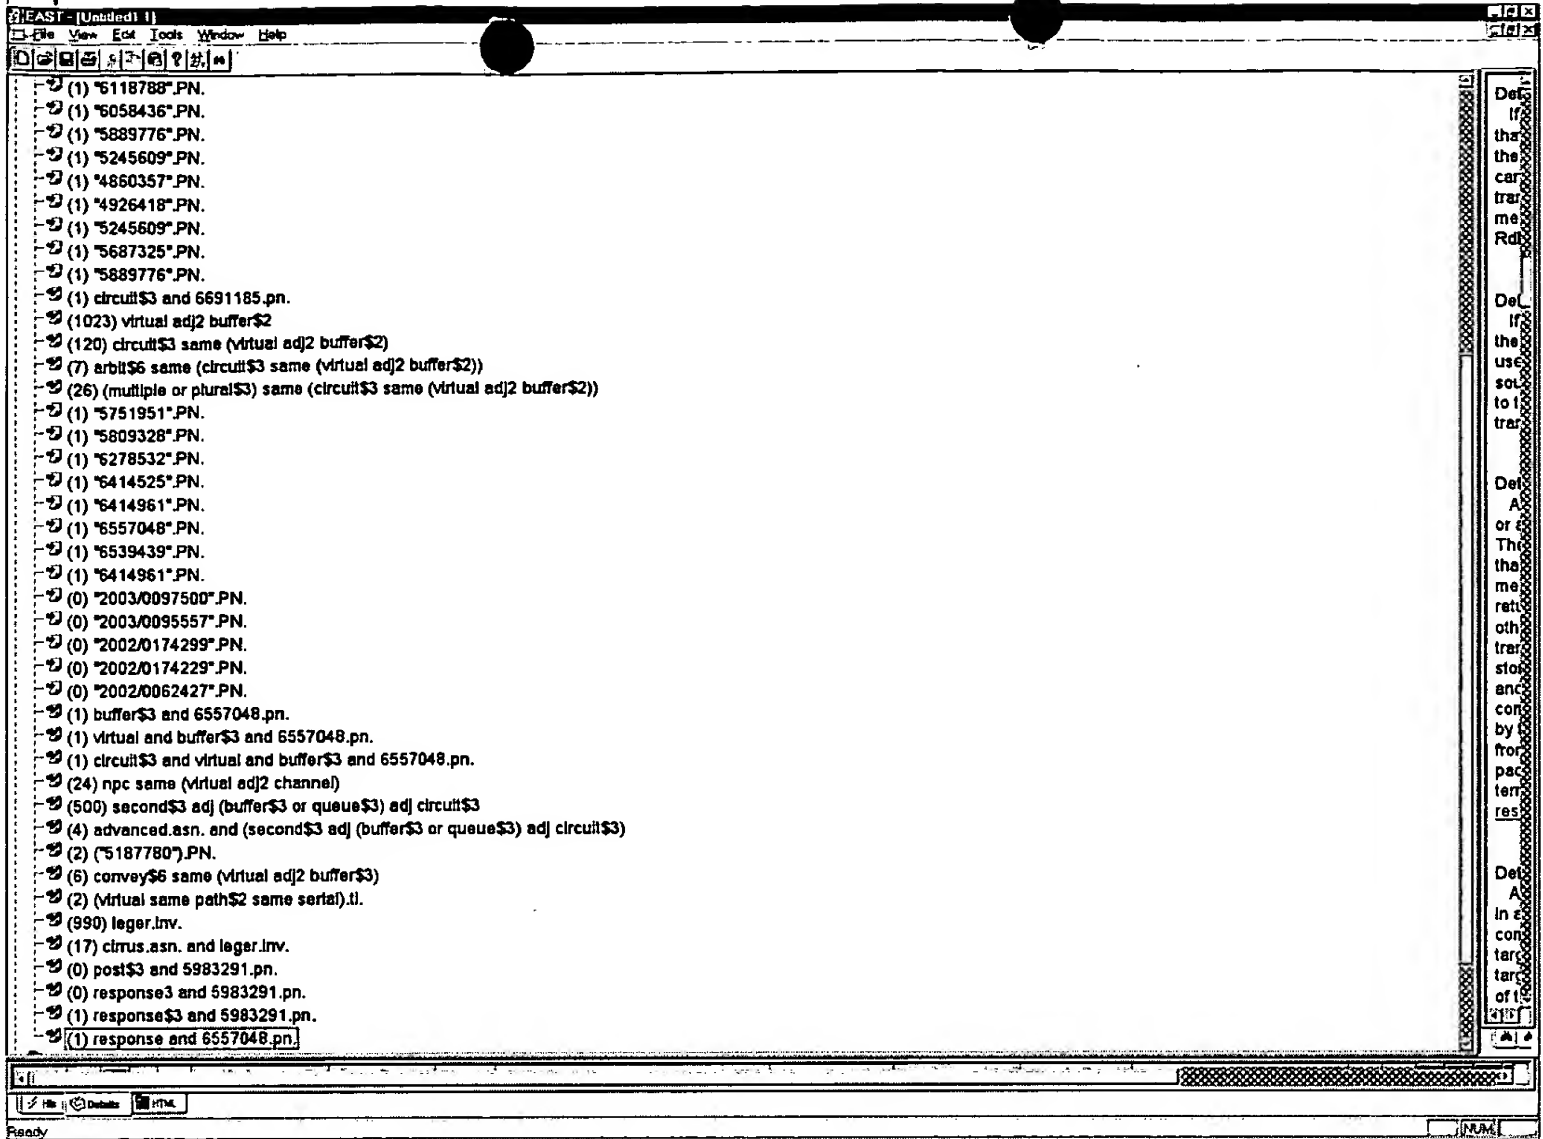 EAST - [Untitled1 1]
File View Edit Tools Window Help
(1) "6118788".PN.
(1) "6058436".PN.
(1) "5889776".PN.
(1) "5245609".PN.
(1) "4860357".PN.
(1) "4926418".PN.
(1) "5245609".PN.
(1) "5687325".PN.
(1) "5889776".PN.
(1) circuit$3 and 6691185.pn.
(1023) virtual adj2 buffer$2
(120) circuit$3 same (virtual adj2 buffer$2)
(7) arbit$6 same (circuit$3 same (virtual adj2 buffer$2))
(26) (multiple or plural$3) same (circuit$3 same (virtual adj2 buffer$2))
(1) "5751951".PN.
(1) "5809328".PN.
(1) "6278532".PN.
(1) "6414525".PN.
(1) "6414961".PN.
(1) "6557048".PN.
(1) "6539439".PN.
(1) "6414961".PN.
(0) "2003/0097500".PN.
(0) "2003/0095557".PN.
(0) "2002/0174299".PN.
(0) "2002/0174229".PN.
(0) "2002/0062427".PN.
(1) buffer$3 and 6557048.pn.
(1) virtual and buffer$3 and 6557048.pn.
(1) circuit$3 and virtual and buffer$3 and 6557048.pn.
(24) npc same (virtual adj2 channel)
(500) second$3 adj (buffer$3 or queue$3) adj circuit$3
(4) advanced.asn. and (second$3 adj (buffer$3 or queue$3) adj circuit$3)
(2) ("5187780").PN.
(6) convey$6 same (virtual adj2 buffer$3)
(2) (virtual same path$2 same serial).ti.
(990) leger.inv.
(17) cirrus.asn. and leger.inv.
(0) post$3 and 5983291.pn.
(0) response3 and 5983291.pn.
(1) response$3 and 5983291.pn.
(1) response and 6557048.pn.
If
the
If
the
to
A
or
by
res
A
of
Hits Details HTML
Ready NUM